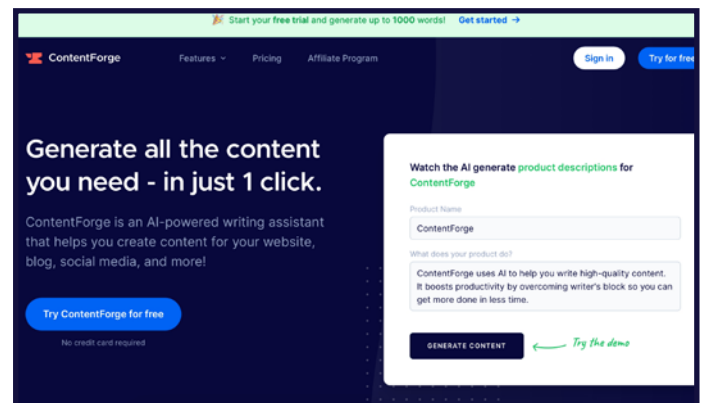 Start your free trial and generate up to 1000 words! Get started →
ContentForge Features Pricing Affiliate Program Sign in Try for free
Generate all the content
you need - in just 1 click.
ContentForge is an AI-powered writing assistant
that helps you create content for your website,
blog, social media, and more!
Try ContentForge for free
No credit card required
Watch the AI generate product descriptions for
ContentForge
Product Name
ContentForge
What does your product do?
ContentForge uses AI to help you write high-quality content.
It boosts productivity by overcoming writer's block so you can
get more done in less time.
GENERATE CONTENT
Try the demo